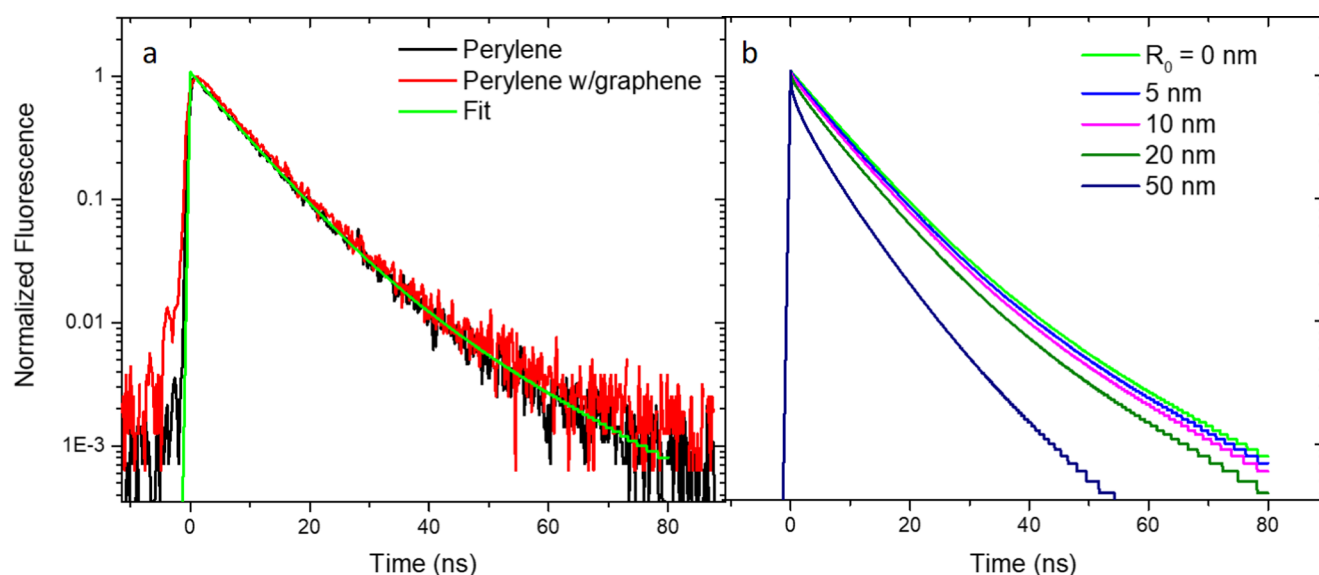 a
Perylene
Perylene w/graphene
Fit
1
0.1
0.01
1E-3
Normalized Fluorescence
0
20
40
60
80
Time (ns)
b
R₀ = 0 nm
5 nm
10 nm
20 nm
50 nm
0
20
40
60
80
Time (ns)